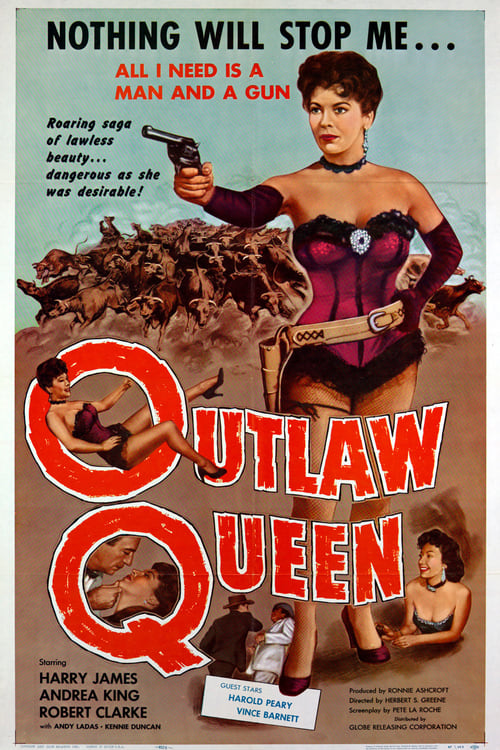 NOTHING WILL STOP ME...
ALL I NEED IS A
MAN AND A GUN
Roaring saga
of lawless
beauty...
dangerous as she
was desirable!
OUTLAW
QUEEN
Starring
HARRY JAMES
ANDREA KING
ROBERT CLARKE
with ANDY LADAS • KENNE DUNCAN
GUEST STARS
HAROLD PEARY
VINCE BARNETT
Produced by RONNIE ASHCROFT
Directed by HERBERT S. GREENE
Screenplay by PETE LA ROCHE
Distributed by
GLOBE RELEASING CORPORATION